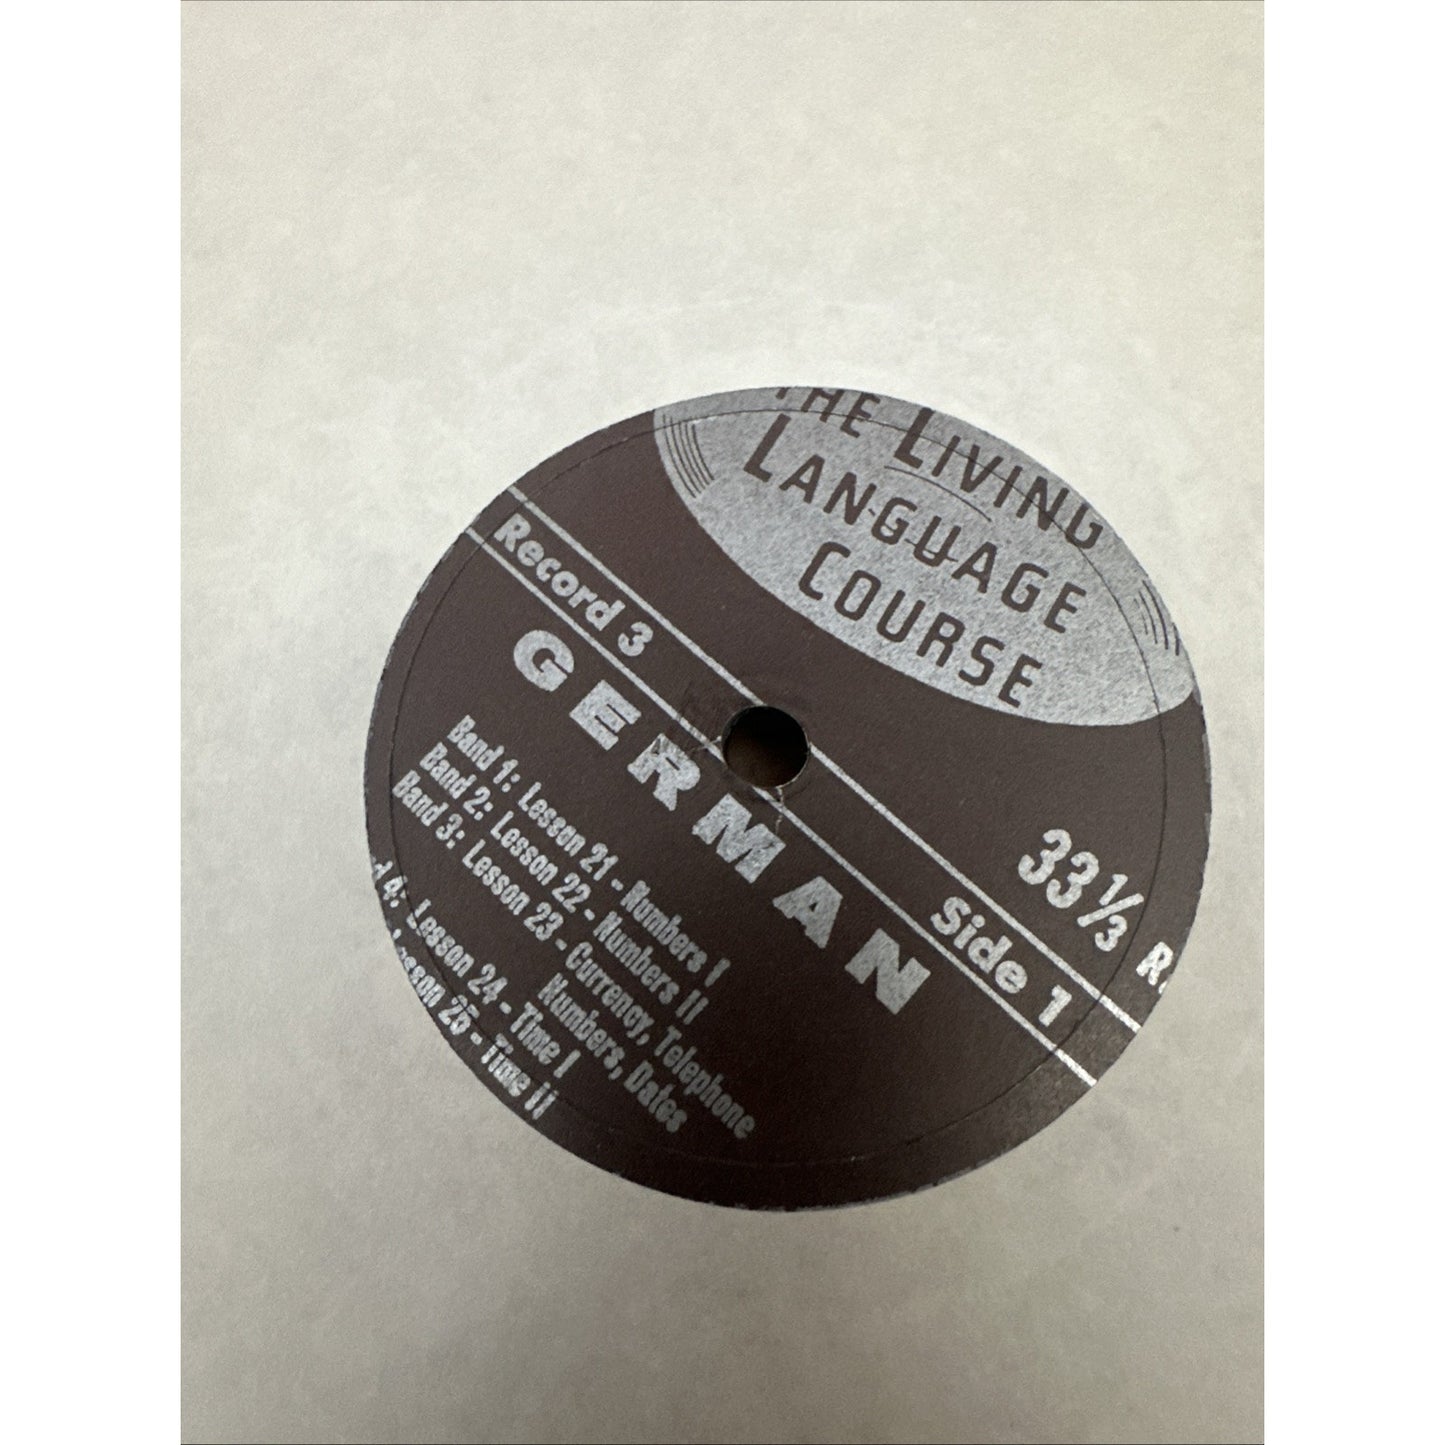 THE LIVING
LANGUAGE
COURSE
33⅓
Record 3
Side 1
GERMAN
Band 1: Lesson 21 - Numbers I
Band 2: Lesson 22 - Numbers II
Band 3: Lesson 23 - Currency, Telephone
Numbers, Dates
4: Lesson 24 - Time I
Lesson 25 - Time II